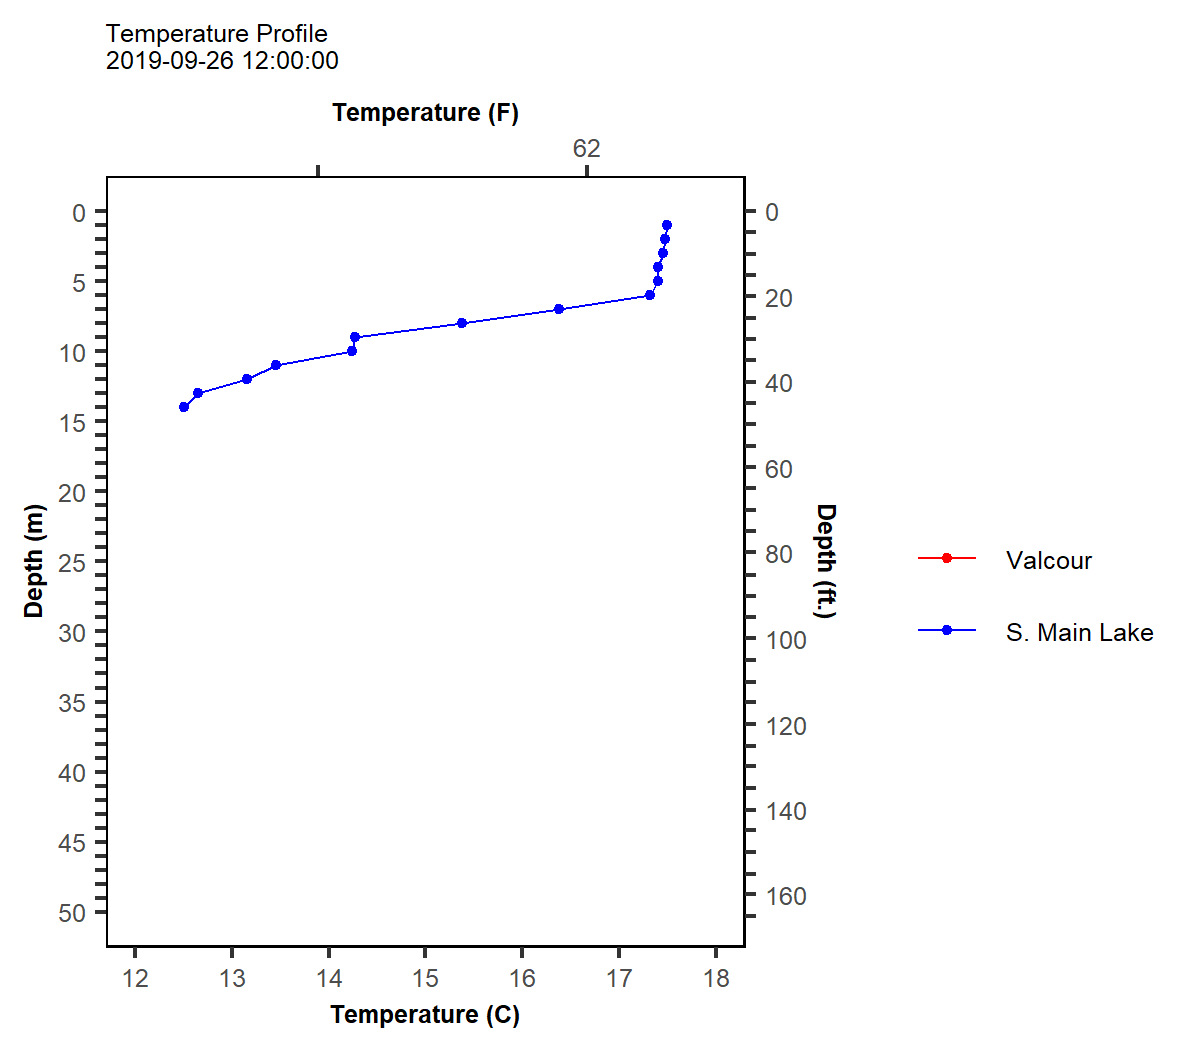 Temperature Profile
2019-09-26 12:00:00
Temperature (F)
62
0
5
10
15
20
25
30
35
40
45
50
Depth (m)
0
20
40
60
80
100
120
140
160
Depth (ft.)
12 13 14 15 16 17 18
Temperature (C)
Valcour
S. Main Lake